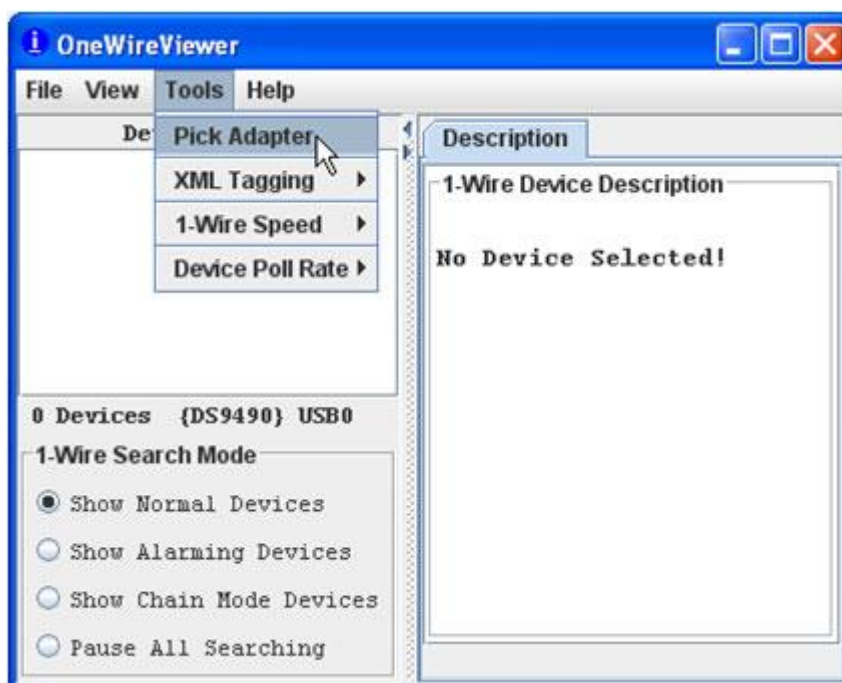 OneWireViewer
File View Tools Help
De
Pick Adapter
XML Tagging
1-Wire Speed
Device Poll Rate
Description
1-Wire Device Description
No Device Selected!
0 Devices {DS9490} USB0
1-Wire Search Mode
Show Normal Devices
Show Alarming Devices
Show Chain Mode Devices
Pause All Searching